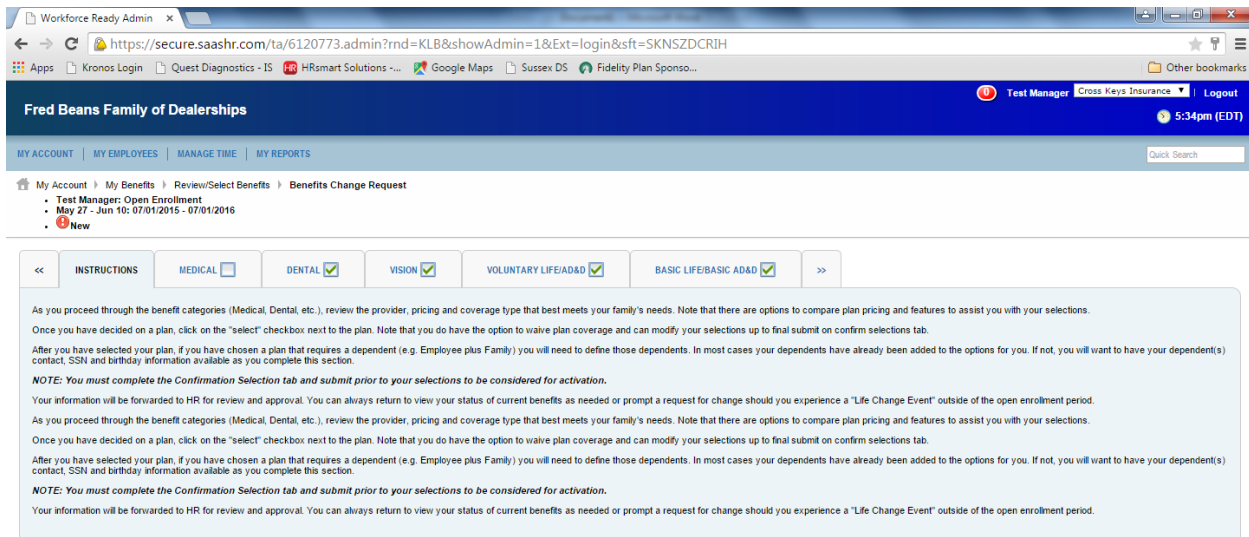 Workforce Ready Admin
https://secure.saashr.com/ta/6120773.admin?rnd=KLB&showAdmin=1&Ext=login&sft=SKNSZDCRIH
Apps Kronos Login Quest Diagnostics - IS HR HRsmart Solutions -... Google Maps Sussex DS Fidelity Plan Sponso... Other bookmarks
0 Test Manager Cross Keys Insurance Logout
Fred Beans Family of Dealerships
5:34pm (EDT)
MY ACCOUNT | MY EMPLOYEES | MANAGE TIME | MY REPORTS Quick Search
My Account My Benefits Review/Select Benefits Benefits Change Request
• Test Manager: Open Enrollment
• May 27 - Jun 10: 07/01/2015 - 07/01/2016
• New
<< INSTRUCTIONS MEDICAL DENTAL VISION VOLUNTARY LIFE/AD&D BASIC LIFE/BASIC AD&D >>
As you proceed through the benefit categories (Medical, Dental, etc.), review the provider, pricing and coverage type that best meets your family's needs. Note that there are options to compare plan pricing and features to assist you with your selections.
Once you have decided on a plan, click on the "select" checkbox next to the plan. Note that you do have the option to waive plan coverage and can modify your selections up to final submit on confirm selections tab.
After you have selected your plan, if you have chosen a plan that requires a dependent (e.g. Employee plus Family) you will need to define those dependents. In most cases your dependents have already been added to the options for you. If not, you will want to have your dependent(s)
contact, SSN and birthday information available as you complete this section.
NOTE: You must complete the Confirmation Selection tab and submit prior to your selections to be considered for activation.
Your information will be forwarded to HR for review and approval. You can always return to view your status of current benefits as needed or prompt a request for change should you experience a "Life Change Event" outside of the open enrollment period.
As you proceed through the benefit categories (Medical, Dental, etc.), review the provider, pricing and coverage type that best meets your family's needs. Note that there are options to compare plan pricing and features to assist you with your selections.
Once you have decided on a plan, click on the "select" checkbox next to the plan. Note that you do have the option to waive plan coverage and can modify your selections up to final submit on confirm selections tab.
After you have selected your plan, if you have chosen a plan that requires a dependent (e.g. Employee plus Family) you will need to define those dependents. In most cases your dependents have already been added to the options for you. If not, you will want to have your dependent(s)
contact, SSN and birthday information available as you complete this section.
NOTE: You must complete the Confirmation Selection tab and submit prior to your selections to be considered for activation.
Your information will be forwarded to HR for review and approval. You can always return to view your status of current benefits as needed or prompt a request for change should you experience a "Life Change Event" outside of the open enrollment period.